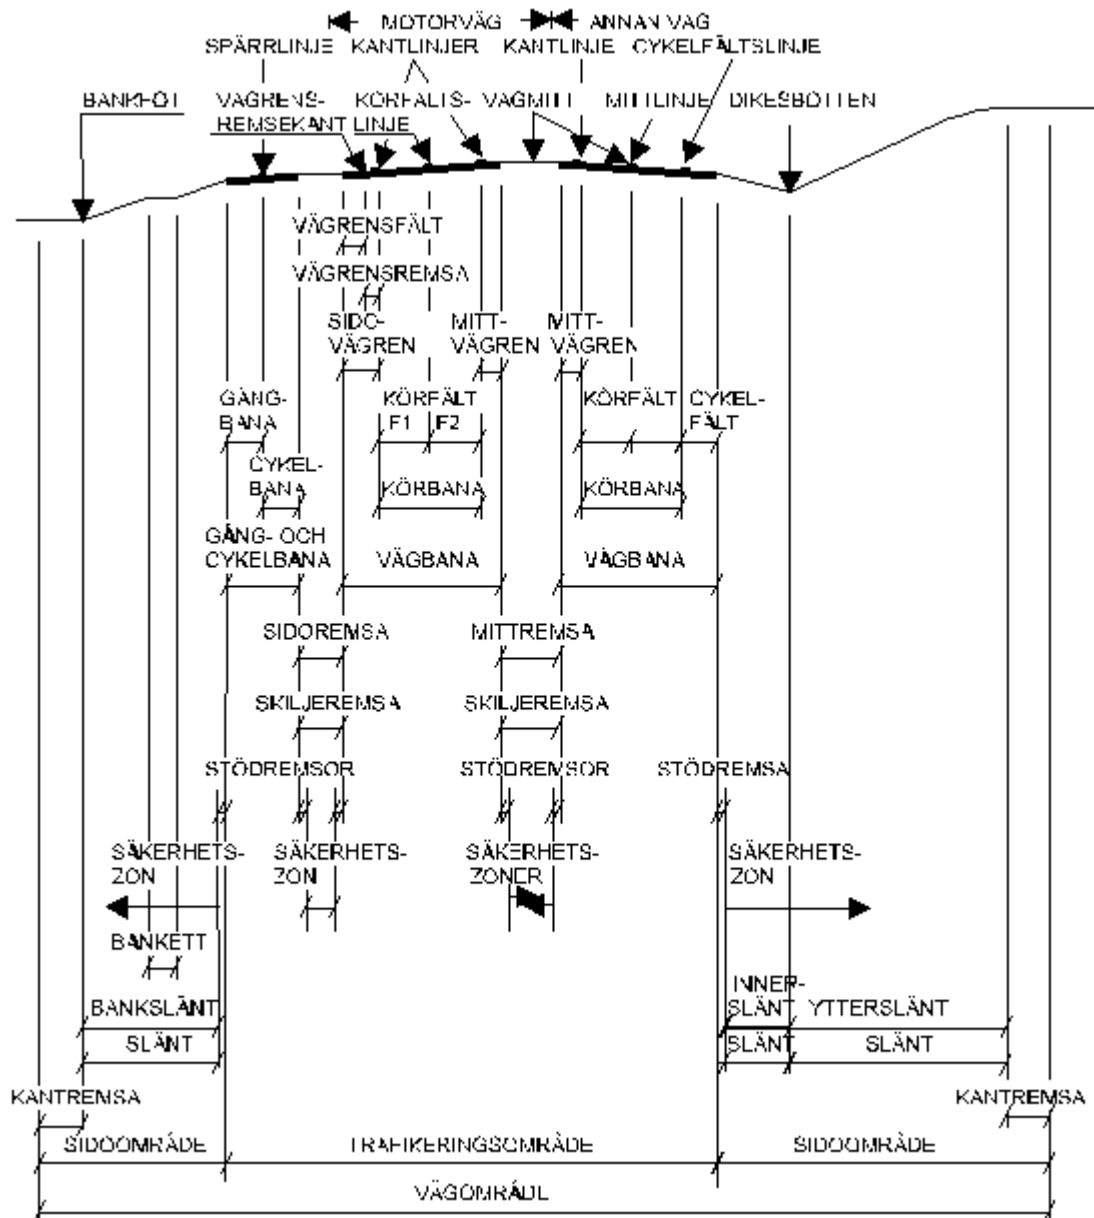 MOTORVÄG ANNAN VÄG
SPÄRRLINJE KANTLINJER KANTLINJE CYKELFÄLTSLINJE
BANKFOT VÄGRENS- KÖRFÄLTS- VÄGMITT MITTLINJE DIKESBOTTEN
REMSEKANT LINJE
VÄGRENSFÄLT
VÄGRENSREMSA
SIDO- MITT- MITT-
VÄGREN VÄGREN VÄGREN
GÅNG- KÖRFÄLT KÖRFÄLT CYKEL-
BANA F1 F2 FÄLT
CYKEL-
BANA KÖRBANA KÖRBANA
GÅNG- OCH
CYKELBANA VÄGBANA VÄGBANA
SIDOREMSA MITTREMSA
SKILJEREMSA SKILJEREMSA
STÖDREMSOR STÖDREMSOR STÖDREMSA
SÄKERHETS- SÄKERHETS- SÄKERHETS- SÄKERHETS-
ZON ZON ZONER ZON
BANKETT
INNER-
BANKSLÄNT SLÄNT YTTERSLÄNT
SLÄNT SLÄNT SLÄNT
KANTREMSA KANTREMSA
SIDOOMRÅDE TRAFIKERINGSOMRÅDE SIDOOMRÅDE
VÄGOMRÅDE